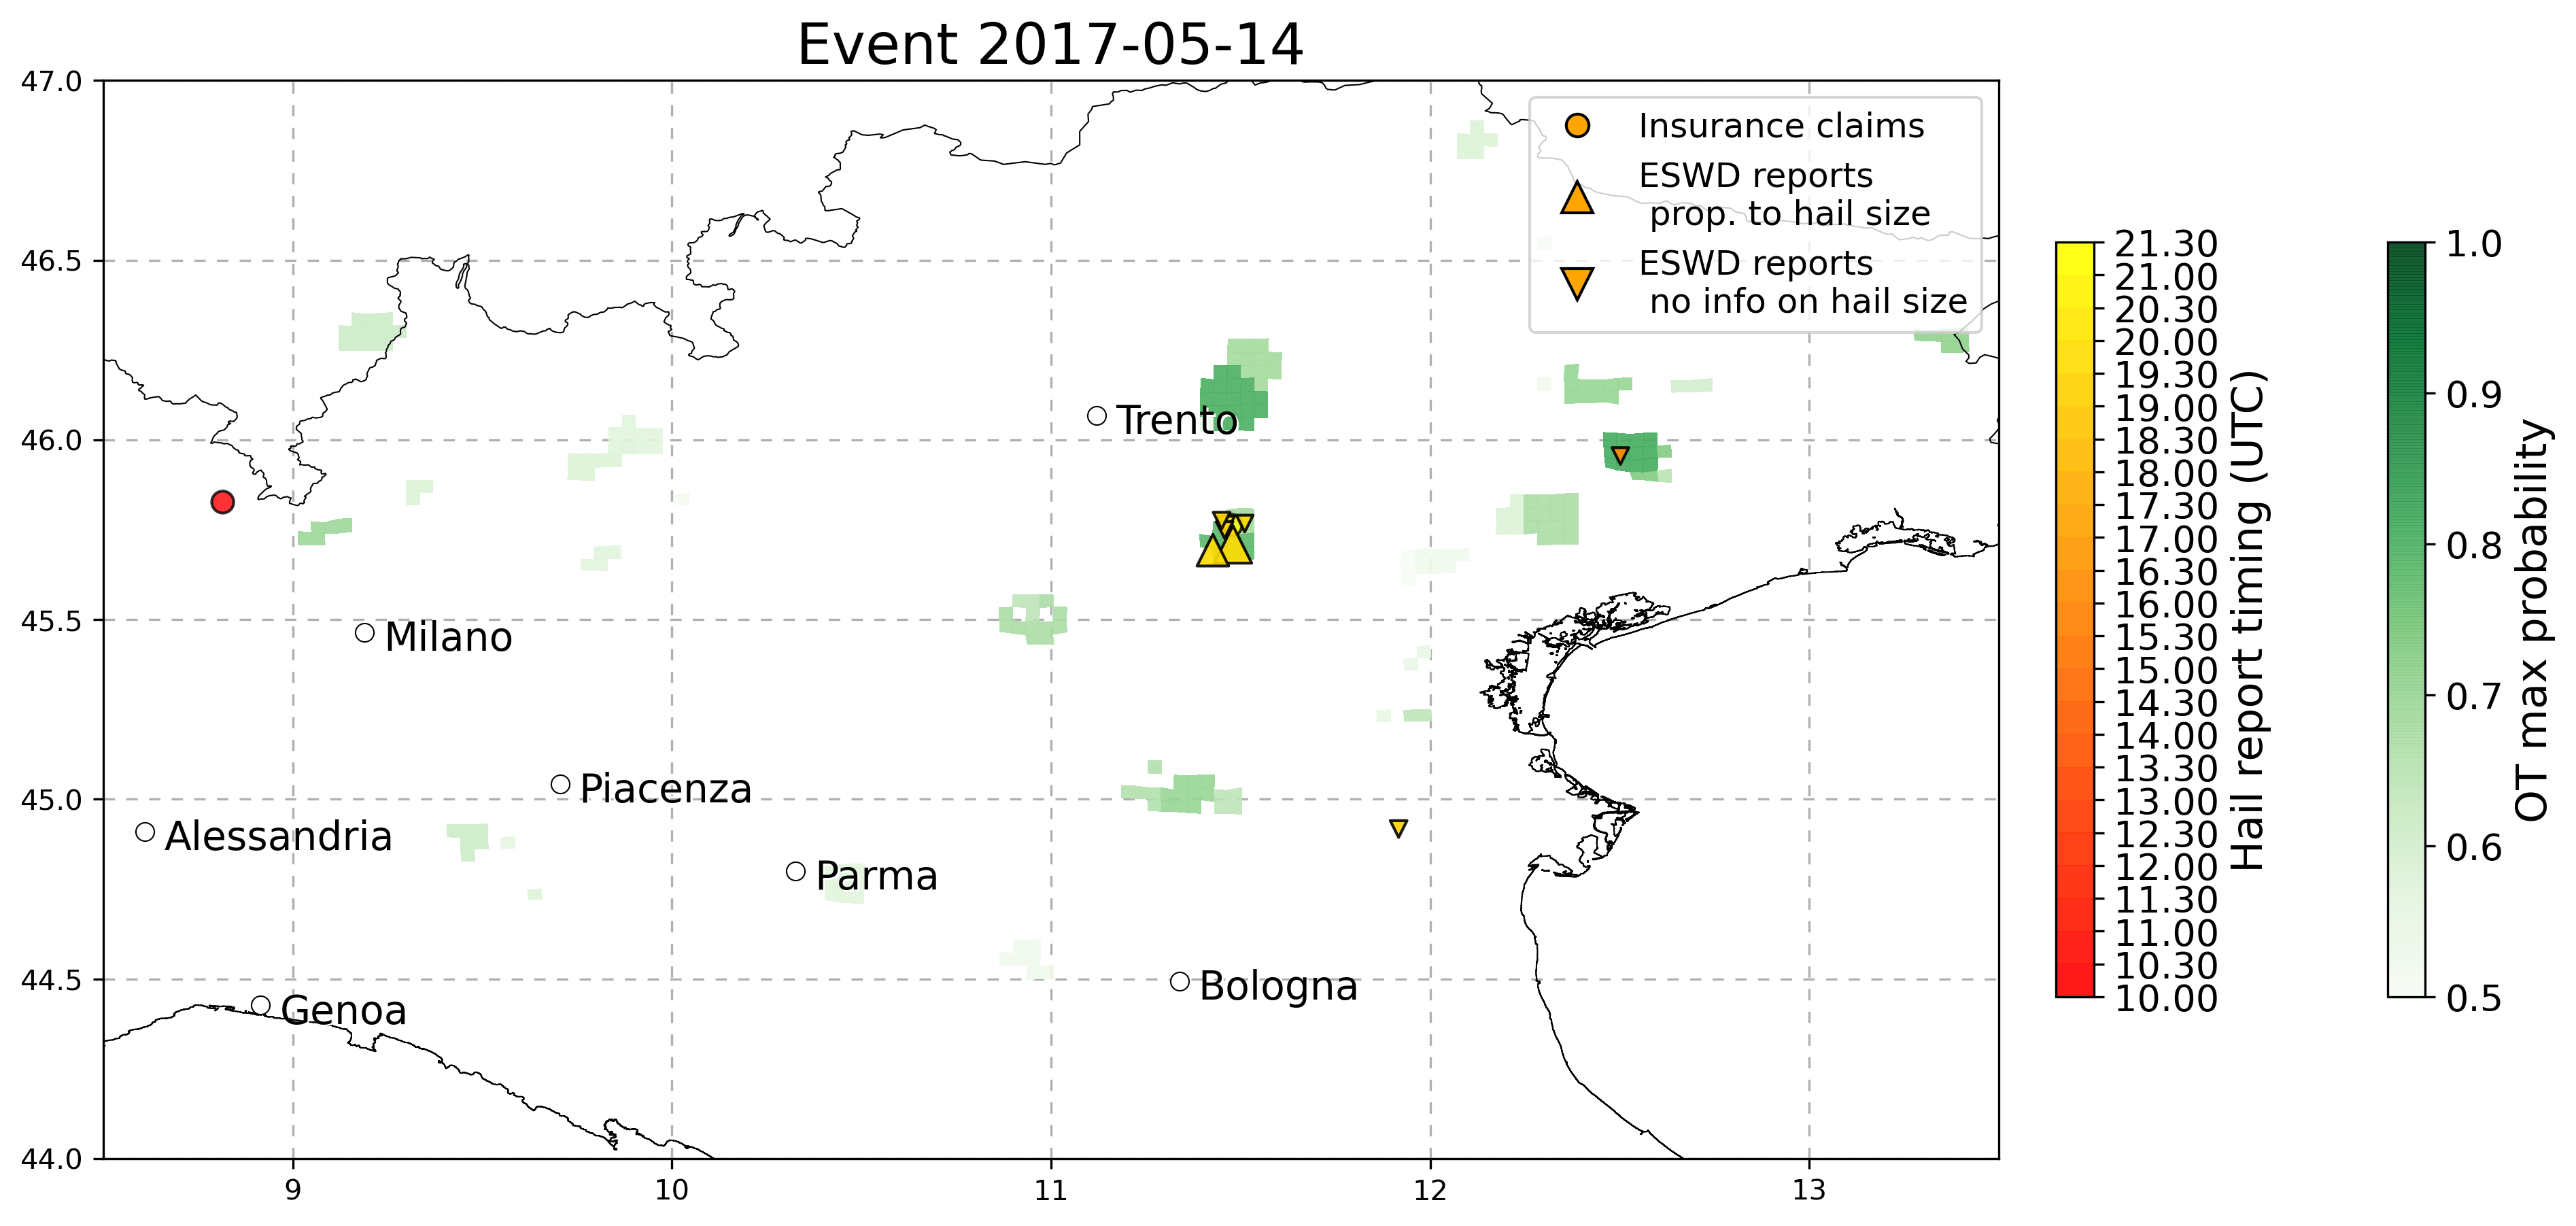 Event 2017-05-14
47.0
46.5
46.0
45.5
45.0
44.5
44.0
9
10
11
12
13
Insurance claims
ESWD reports
prop. to hail size
ESWD reports
no info on hail size
Trento
Milano
Piacenza
Alessandria
Parma
Bologna
Genoa
21.30
21.00
20.30
20.00
19.30
19.00
18.30
18.00
17.30
17.00
16.30
16.00
15.30
15.00
14.30
14.00
13.30
13.00
12.30
12.00
11.30
11.00
10.30
10.00
Hail report timing (UTC)
1.0
0.9
0.8
0.7
0.6
0.5
OT max probability